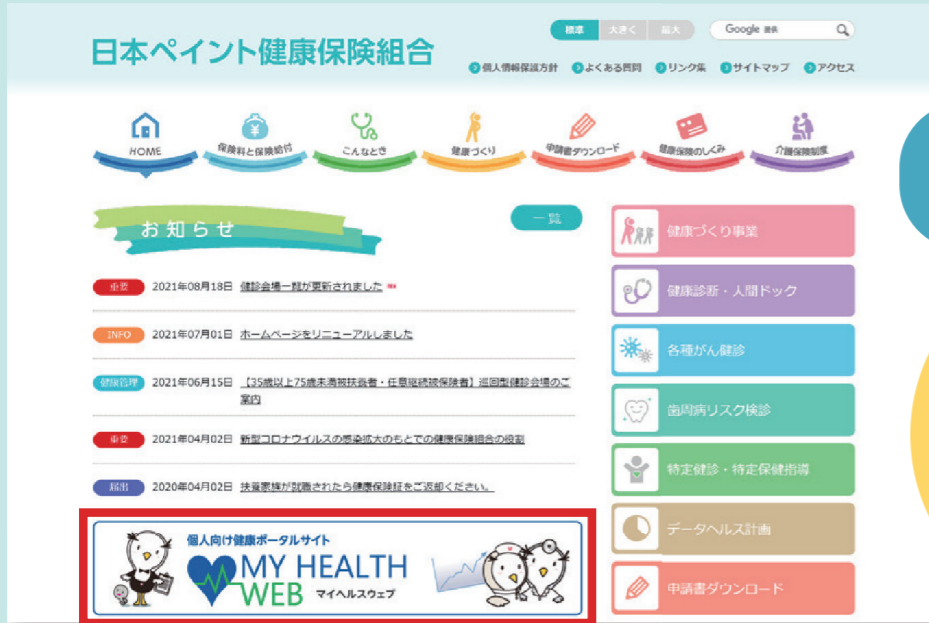 日本ペイント健康保険組合
標準 大きく 最大 Google 提供
個人情報保護方針 よくある質問 リンク集 サイトマップ アクセス
HOME 保険料と保険給付 こんなとき 健康づくり 申請書ダウンロード 健康保険のしくみ 介護保険制度
お知らせ
一覧
重要 2021年08月18日 健診会場一覧が更新されました
INFO 2021年07月01日 ホームページをリニューアルしました
健康管理 2021年06月15日 【35歳以上75歳未満被扶養者・任意継続被保険者】巡回型健診会場のご
案内
重要 2021年04月02日 新型コロナウイルスの感染拡大のもとでの健康保険組合の役割
届出 2020年04月02日 扶養家族が就職されたら健康保険証をご返却ください。
個人向け健康ポータルサイト
MY HEALTH
WEB マイヘルスウェブ
健康づくり事業
健康診断・人間ドック
各種がん健診
歯周病リスク検診
特定健診・特定保健指導
データヘルス計画
申請書ダウンロード